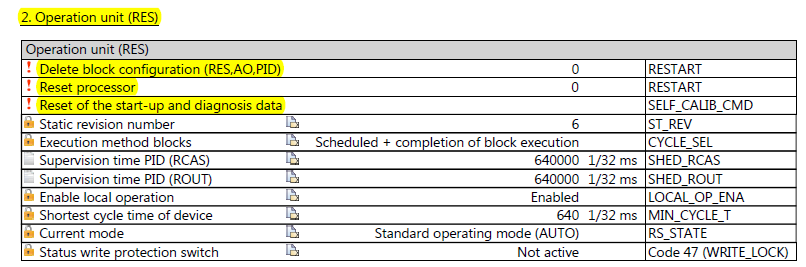 2. Operation unit (RES)
Operation unit (RES)
! Delete block configuration (RES,AO,PID) 0 RESTART
! Reset processor 0 RESTART
! Reset of the start-up and diagnosis data SELF_CALIB_CMD
Static revision number 6 ST_REV
Execution method blocks Scheduled + completion of block execution CYCLE_SEL
Supervision time PID (RCAS) 640000 1/32 ms SHED_RCAS
Supervision time PID (ROUT) 640000 1/32 ms SHED_ROUT
Enable local operation Enabled LOCAL_OP_ENA
Shortest cycle time of device 640 1/32 ms MIN_CYCLE_T
Current mode Standard operating mode (AUTO) RS_STATE
Status write protection switch Not active Code 47 (WRITE_LOCK)